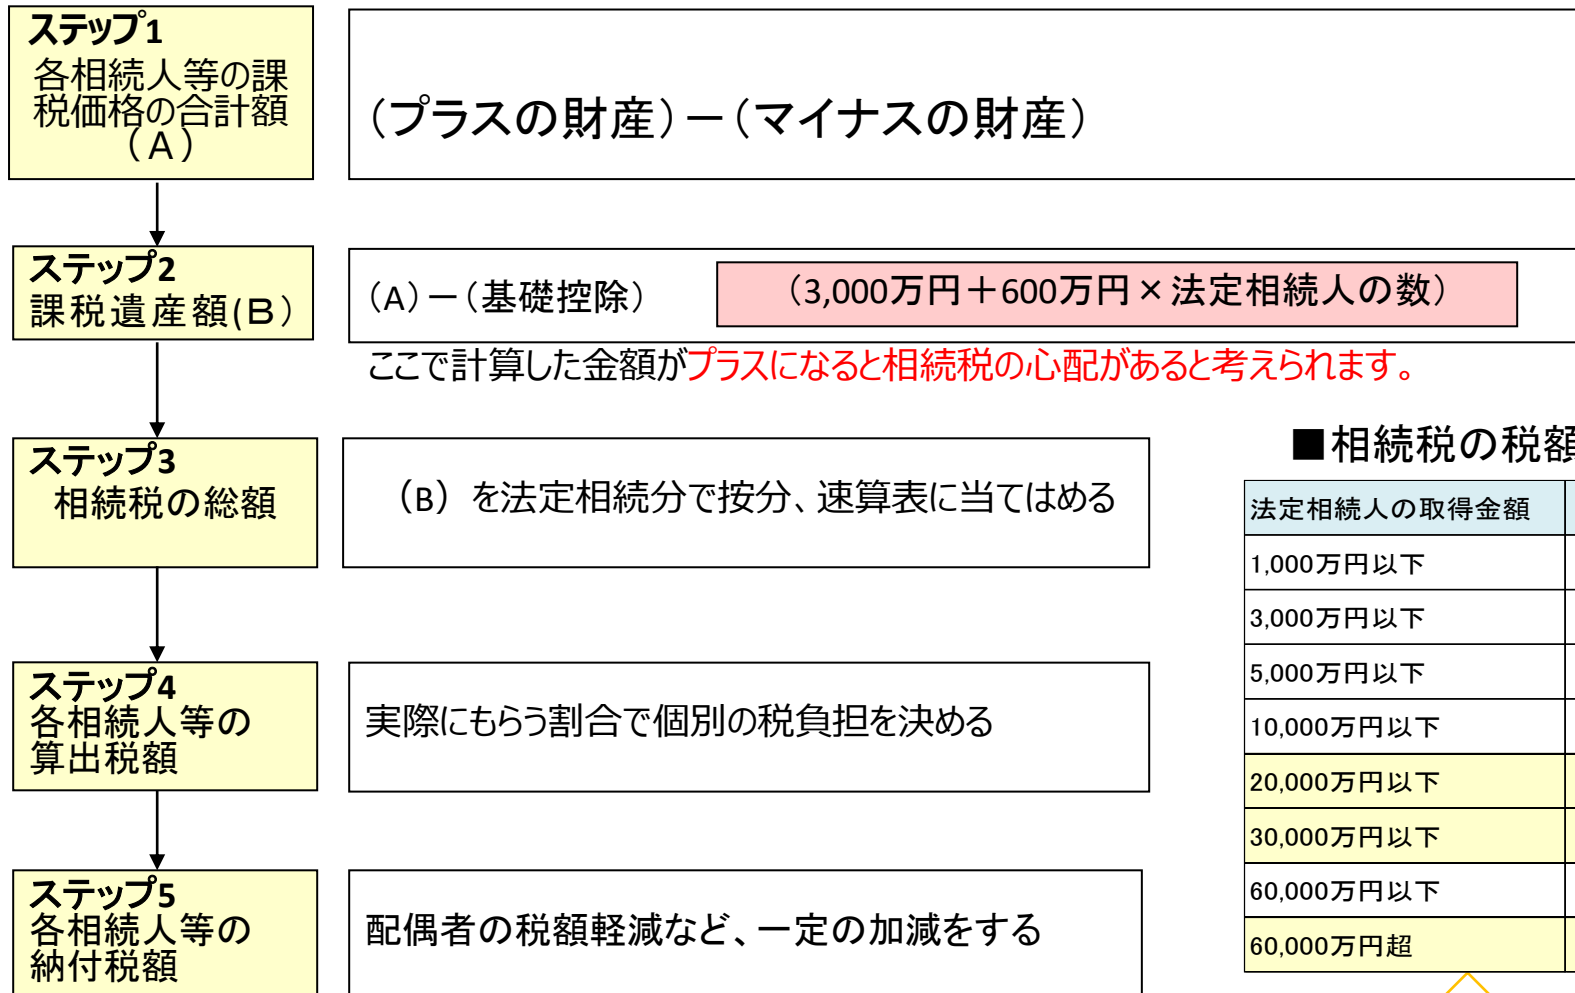 ステップ1
各相続人等の課
税価格の合計額
（A）
（プラスの財産）－（マイナスの財産）
ステップ2
課税遺産額(B)
(A)－（基礎控除）
（3,000万円＋600万円×法定相続人の数）
ここで計算した金額がプラスになると相続税の心配があると考えられます。
ステップ3
相続税の総額
（B）を法定相続分で按分、速算表に当てはめる
ステップ4
各相続人等の
算出税額
実際にもらう割合で個別の税負担を決める
ステップ5
各相続人等の
納付税額
配偶者の税額軽減など、一定の加減をする
■相続税の税額
法定相続人の取得金額
1,000万円以下
3,000万円以下
5,000万円以下
10,000万円以下
20,000万円以下
30,000万円以下
60,000万円以下
60,000万円超